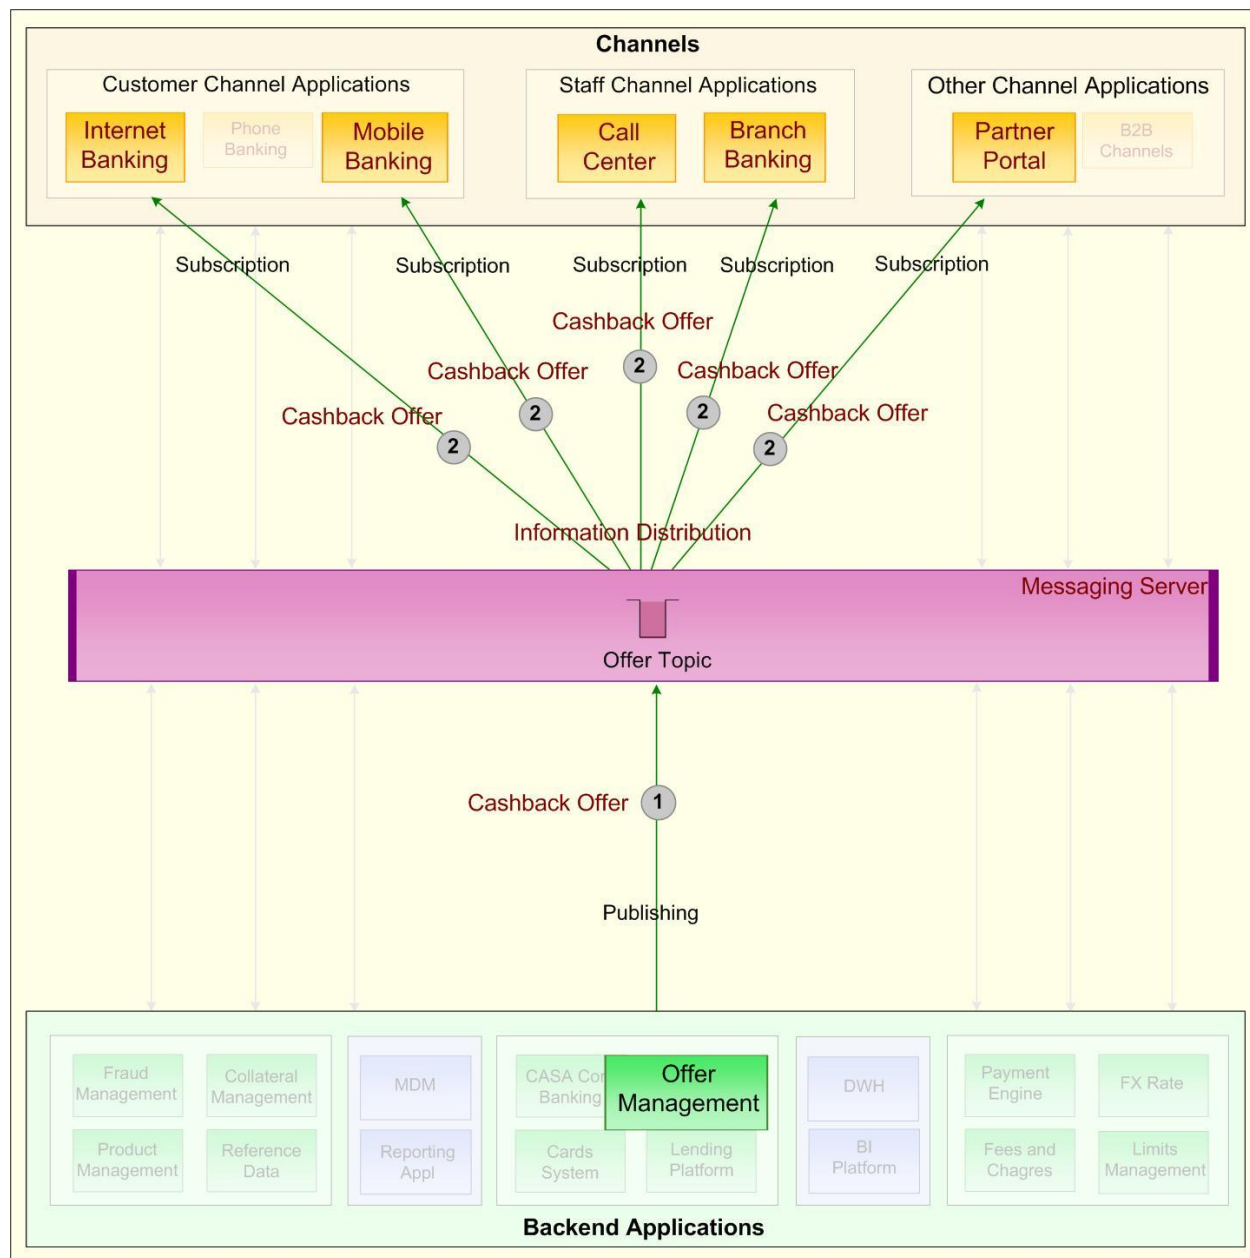 Channels
Customer Channel Applications
Staff Channel Applications
Other Channel Applications
Internet
Banking
Phone
Banking
Mobile
Banking
Call
Center
Branch
Banking
Partner
Portal
B2B
Channels
Subscription
Subscription
Subscription
Subscription
Subscription
Cashback Offer
2
Cashback Offer
2
Cashback Offer
2
Cashback Offer
2
Cashback Offer
2
Information Distribution
Messaging Server
Offer Topic
Cashback Offer
1
Publishing
Fraud
Management
Collateral
Management
Product
Management
Reference
Data
MDM
Reporting
Appl
CASA Cor
Banking
Offer
Management
Cards
System
Lending
Platform
DWH
BI
Platform
Payment
Engine
FX Rate
Fees and
Chagres
Limits
Management
Backend Applications